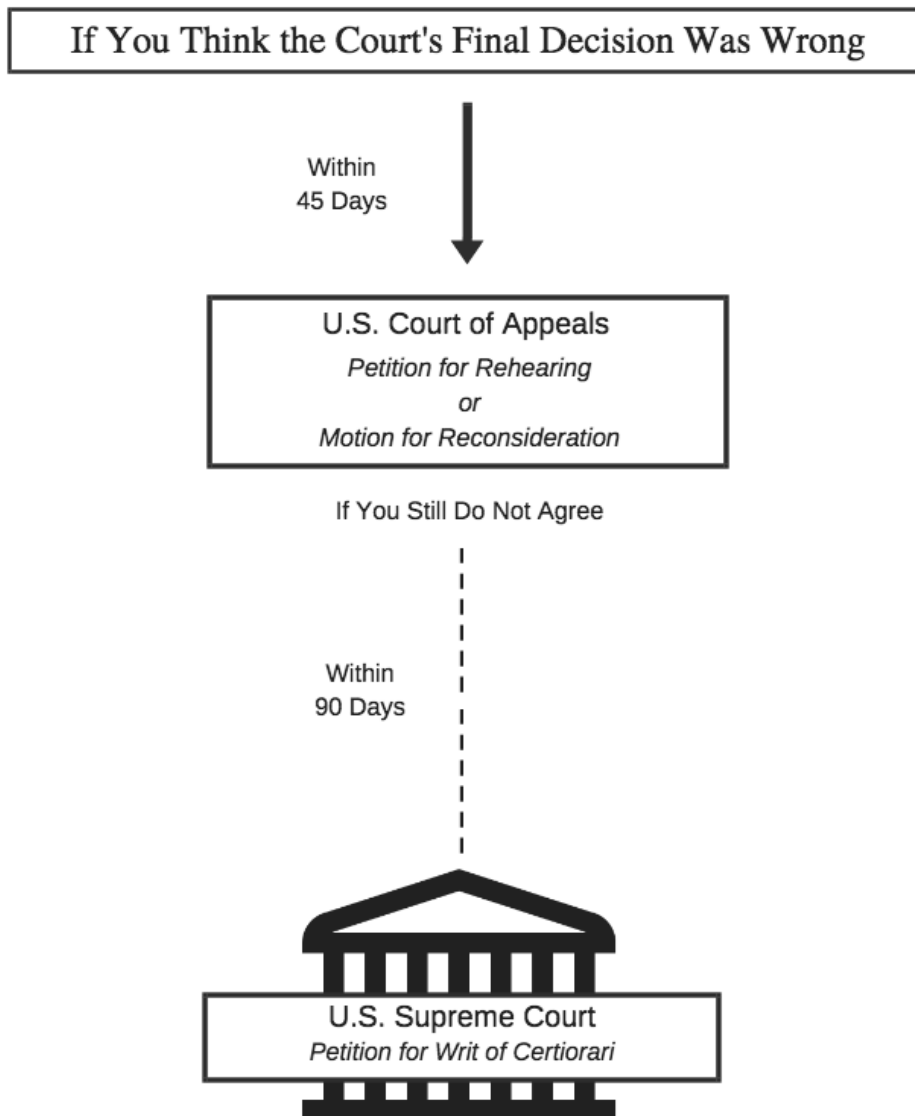 If You Think the Court's Final Decision Was Wrong
Within
45 Days
U.S. Court of Appeals
Petition for Rehearing
or
Motion for Reconsideration
If You Still Do Not Agree
Within
90 Days
U.S. Supreme Court
Petition for Writ of Certiorari